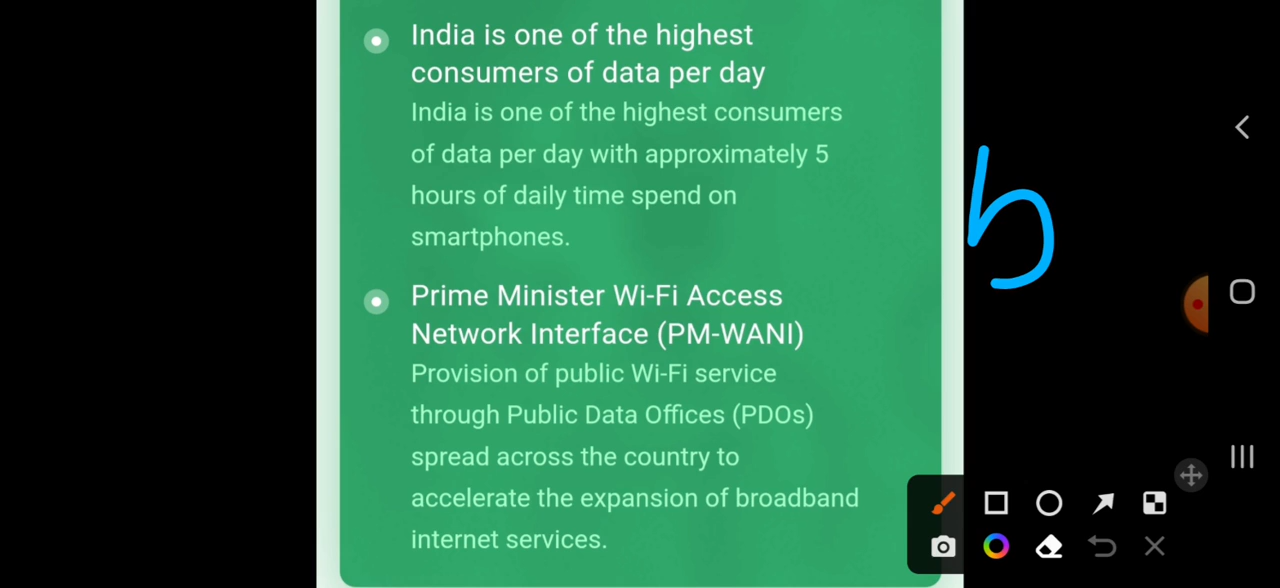 India is one of the highest
consumers of data per day
India is one of the highest consumers
of data per day with approximately 5
hours of daily time spend on
smartphones.
Prime Minister Wi-Fi Access
Network Interface (PM-WANI)
Provision of public Wi-Fi service
through Public Data Offices (PDOs)
spread across the country to
accelerate the expansion of broadband
internet services.